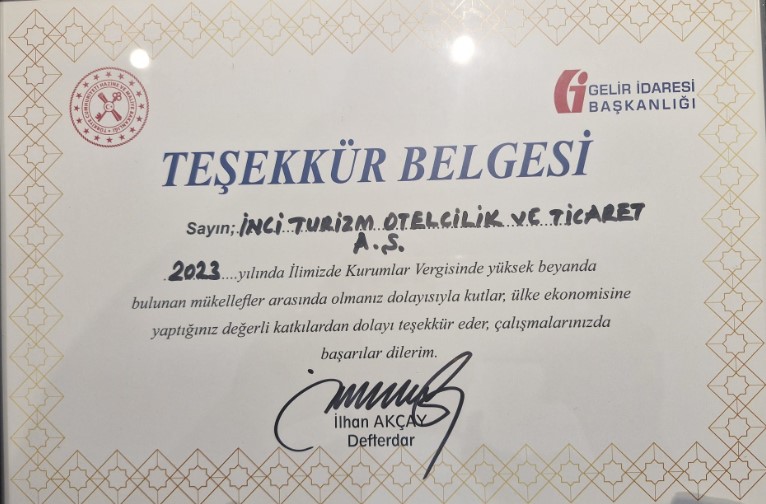 GELİR İDARESİ
BAŞKANLIĞI
TEŞEKKÜR BELGESİ
Sayın;.İNCİ TURİZM OTELCİLİK VE TİCARET
A.Ş.
.2023....yılında İlimizde Kurumlar Vergisinde yüksek beyanda
bulunan mükellefler arasında olmanız dolayısıyla kutlar, ülke ekonomisine
yaptığınız değerli katkılardan dolayı teşekkür eder, çalışmalarınızda
başarılar dilerim.
İlhan AKÇAY
Defterdar